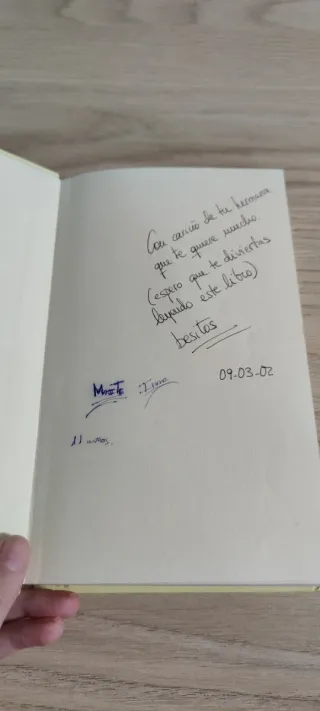 Con cariño de tu hermana
que te quiere mucho.
(espero que te diviertas
leyendo este libro)
besitos
09-03-02
11 años.